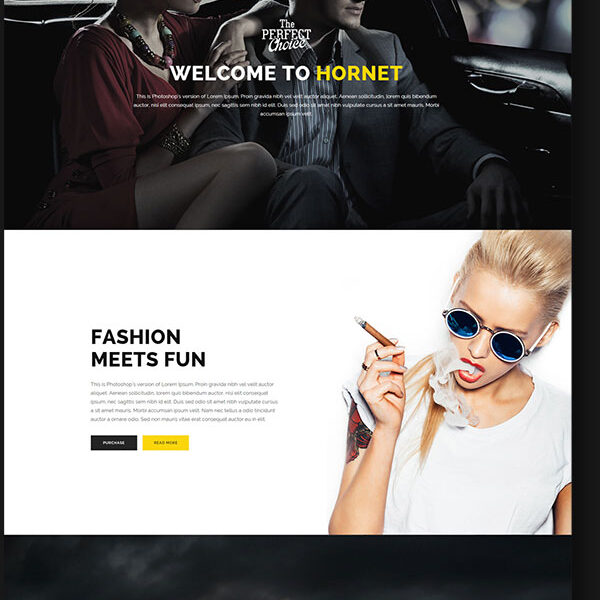 The
PERFECT
Choice
WELCOME TO HORNET
This is Photoshop's version of Lorem Ipsum. Proin gravida nibh vel velit auctor aliquet. Aenean sollicitudin, lorem quis bibendum
auctor, nisi elit consequat ipsum, nec sagittis sem nibh id elit. Duis sed odio sit amet nibh vulputate cursus a sit amet mauris. Morbi
accumsan ipsum velit.
FASHION
MEETS FUN
This is Photoshop's version of Lorem Ipsum. Proin gravida
nibh vel velit auctor aliquet. Aenean sollicitudin, lorem quis
bibendum auctor, nisi elit consequat ipsum, nec sagittis
sem nibh id elit. Duis sed odio sit amet nibh vulputate cursus
a sit amet mauris. Morbi accumsan ipsum velit. Nam nec tellus a odio tincidunt
auctor a ornare odio. Sed non mauris vitae erat consequat auctor eu in elit.
PURCHASE
READ MORE